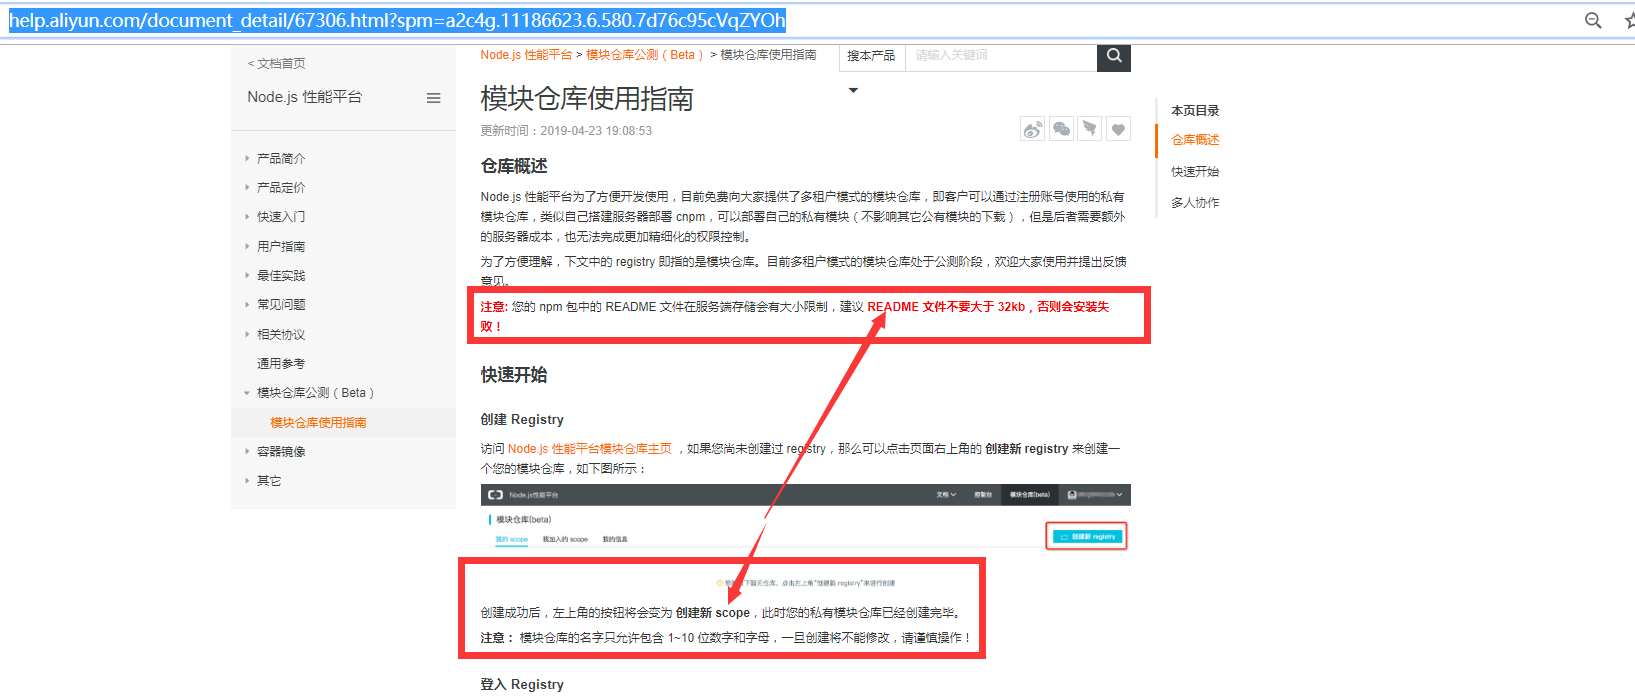 help.aliyun.com/document_detail/67306.html?spm=a2c4g.11186623.6.580.7d76c95cVqZYOh
< 文档首页
Node.js 性能平台
产品简介
产品定价
快速入门
用户指南
最佳实践
常见问题
相关协议
通用参考
模块仓库公测（Beta）
模块仓库使用指南
容器镜像
其它
Node.js 性能平台 > 模块仓库公测（Beta） > 模块仓库使用指南
搜本产品
请输入关键词
模块仓库使用指南
更新时间：2019-04-23 19:08:53
仓库概述
Node.js 性能平台为了方便开发使用，目前免费向大家提供了多租户模式的模块仓库，即客户可以通过注册账号使用的私有
模块仓库，类似自己搭建服务器部署 cnpm，可以部署自己的私有模块（不影响其它公有模块的下载），但是后者需要额外
的服务器成本，也无法完成更加精细化的权限控制。
为了方便理解，下文中的 registry 即指的是模块仓库。目前多租户模式的模块仓库处于公测阶段，欢迎大家使用并提出反馈
意见。
注意: 您的 npm 包中的 README 文件在服务端存储会有大小限制，建议 README 文件不要大于 32kb，否则会安装失
败！
快速开始
创建 Registry
访问 Node.js 性能平台模块仓库主页 ，如果您尚未创建过 registry，那么可以点击页面右上角的 创建新 registry 来创建一
个您的模块仓库，如下图所示：
Node.js性能平台
文档
控制台
模块仓库(beta)
模块仓库(beta)
我的 scope
我加入的 scope
我的信息
创建新 registry
下暂无仓库，点击左上角"创建新 registry"来进行创建
创建成功后，左上角的按钮将会变为 创建新 scope，此时您的私有模块仓库已经创建完毕。
注意： 模块仓库的名字只允许包含 1~10 位数字和字母，一旦创建将不能修改，请谨慎操作！
登入 Registry
本页目录
仓库概述
快速开始
多人协作